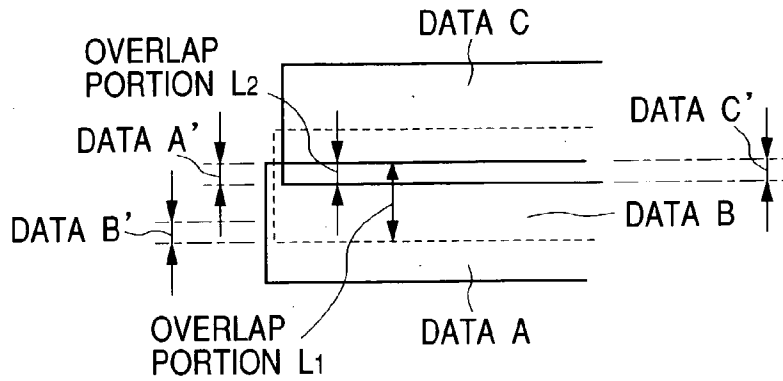 DATA C
OVERLAP
PORTION L2
DATA C'
DATA A'
DATA B
DATA B'
OVERLAP
PORTION L1
DATA A